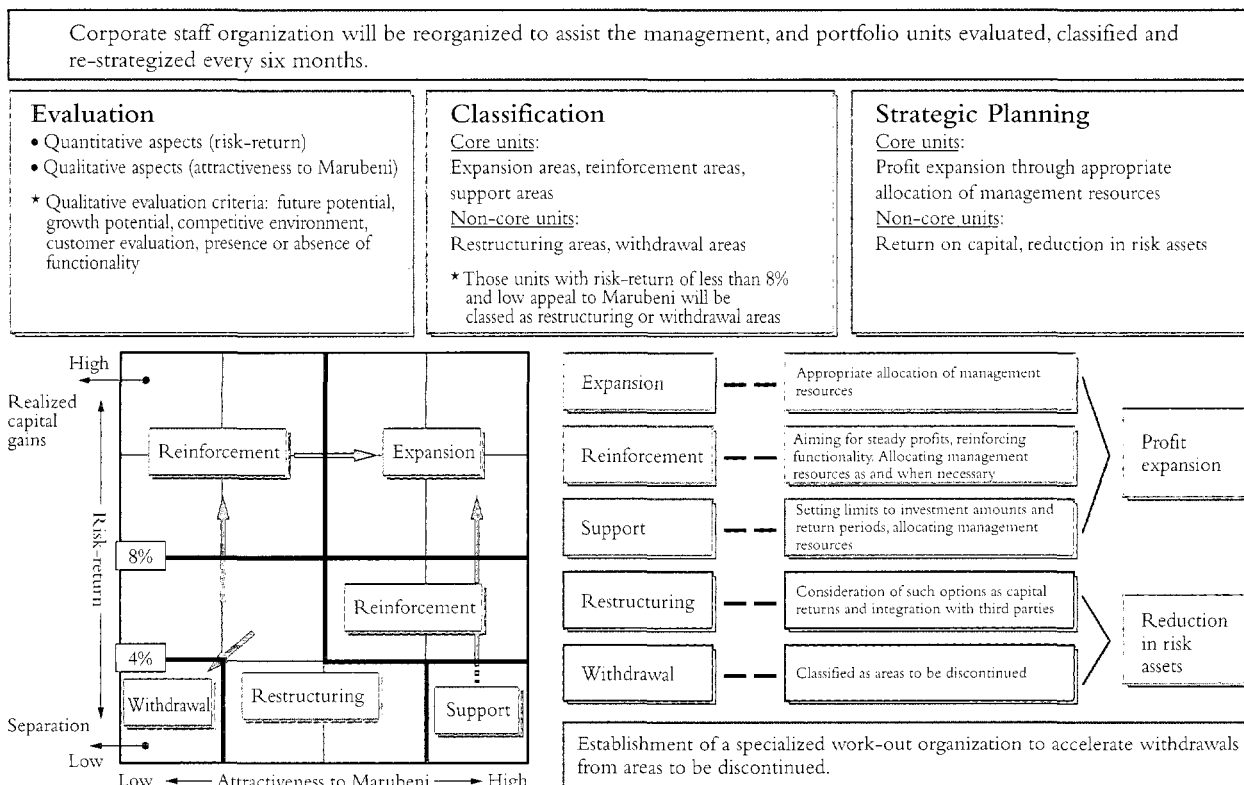 Corporate staff organization will be reorganized to assist the management, and portfolio units evaluated, classified and
re-strategized every six months.
Evaluation
• Quantitative aspects (risk-return)
• Qualitative aspects (attractiveness to Marubeni)
★ Qualitative evaluation criteria: future potential,
growth potential, competitive environment,
customer evaluation, presence or absence of
functionality
Classification
Core units:
Expansion areas, reinforcement areas,
support areas
Non-core units:
Restructuring areas, withdrawal areas
★ Those units with risk-return of less than 8%
and low appeal to Marubeni will be
classed as restructuring or withdrawal areas
Strategic Planning
Core units:
Profit expansion through appropriate
allocation of management resources
Non-core units:
Return on capital, reduction in risk assets
High
Realized
capital
gains
Risk-return
8%
4%
Separation
Low
Reinforcement
Expansion
Reinforcement
Withdrawal
Restructuring
Support
Low
Attractiveness to Marubeni
High
Expansion
Appropriate allocation of management
resources
Reinforcement
Aiming for steady profits, reinforcing
functionality. Allocating management
resources as and when necessary
Support
Setting limits to investment amounts and
return periods, allocating management
resources
Profit
expansion
Restructuring
Consideration of such options as capital
returns and integration with third parties
Withdrawal
Classified as areas to be discontinued
Reduction
in risk
assets
Establishment of a specialized work-out organization to accelerate withdrawals
from areas to be discontinued.